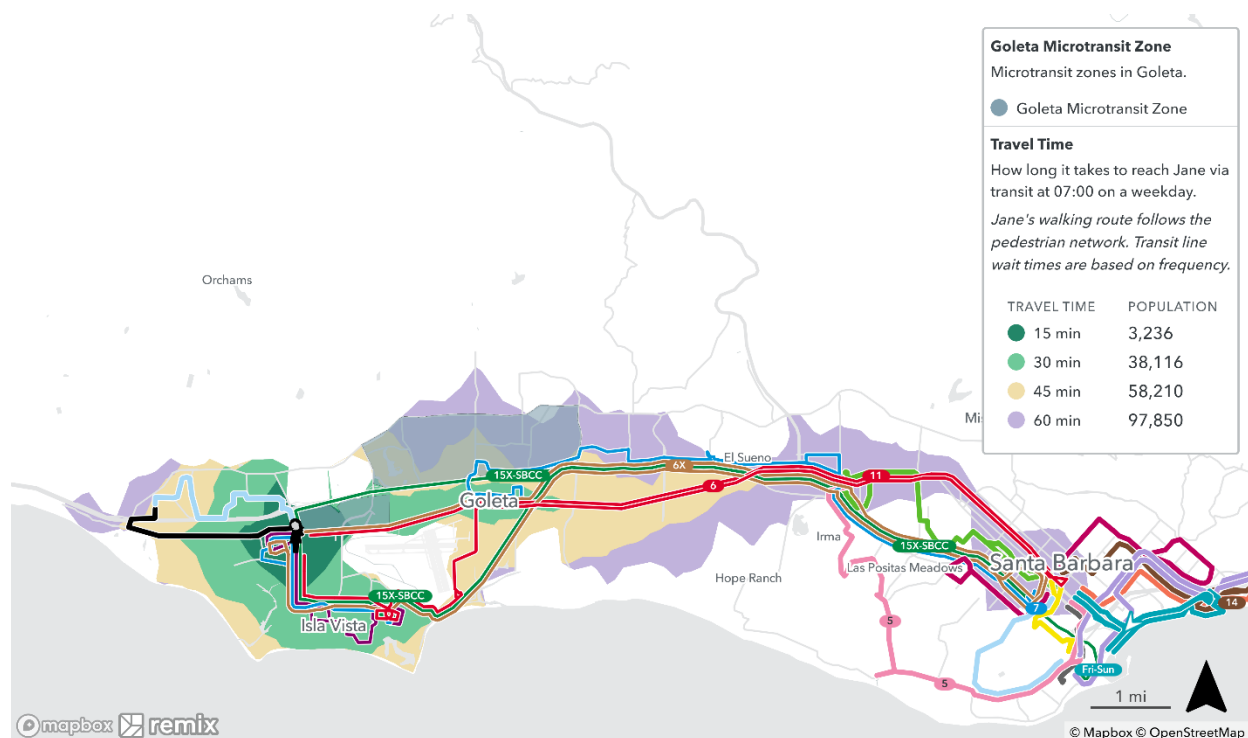 Goleta Microtransit Zone
Microtransit zones in Goleta.
Goleta Microtransit Zone
Travel Time
How long it takes to reach Jane via
transit at 07:00 on a weekday.
Jane's walking route follows the
pedestrian network. Transit line
wait times are based on frequency.
TRAVEL TIME POPULATION
15 min 3,236
30 min 38,116
45 min 58,210
60 min 97,850
Orchams
Mis
El Sueno
15X-SBCC
6X
11
6
Goleta
Irma
15X-SBCC
Las Positas Meadows
Santa Barbara
Hope Ranch
15X-SBCC
7
14
Isla Vista
5
Fri-Sun
5
1 mi
mapbox remix
© Mapbox © OpenStreetMap